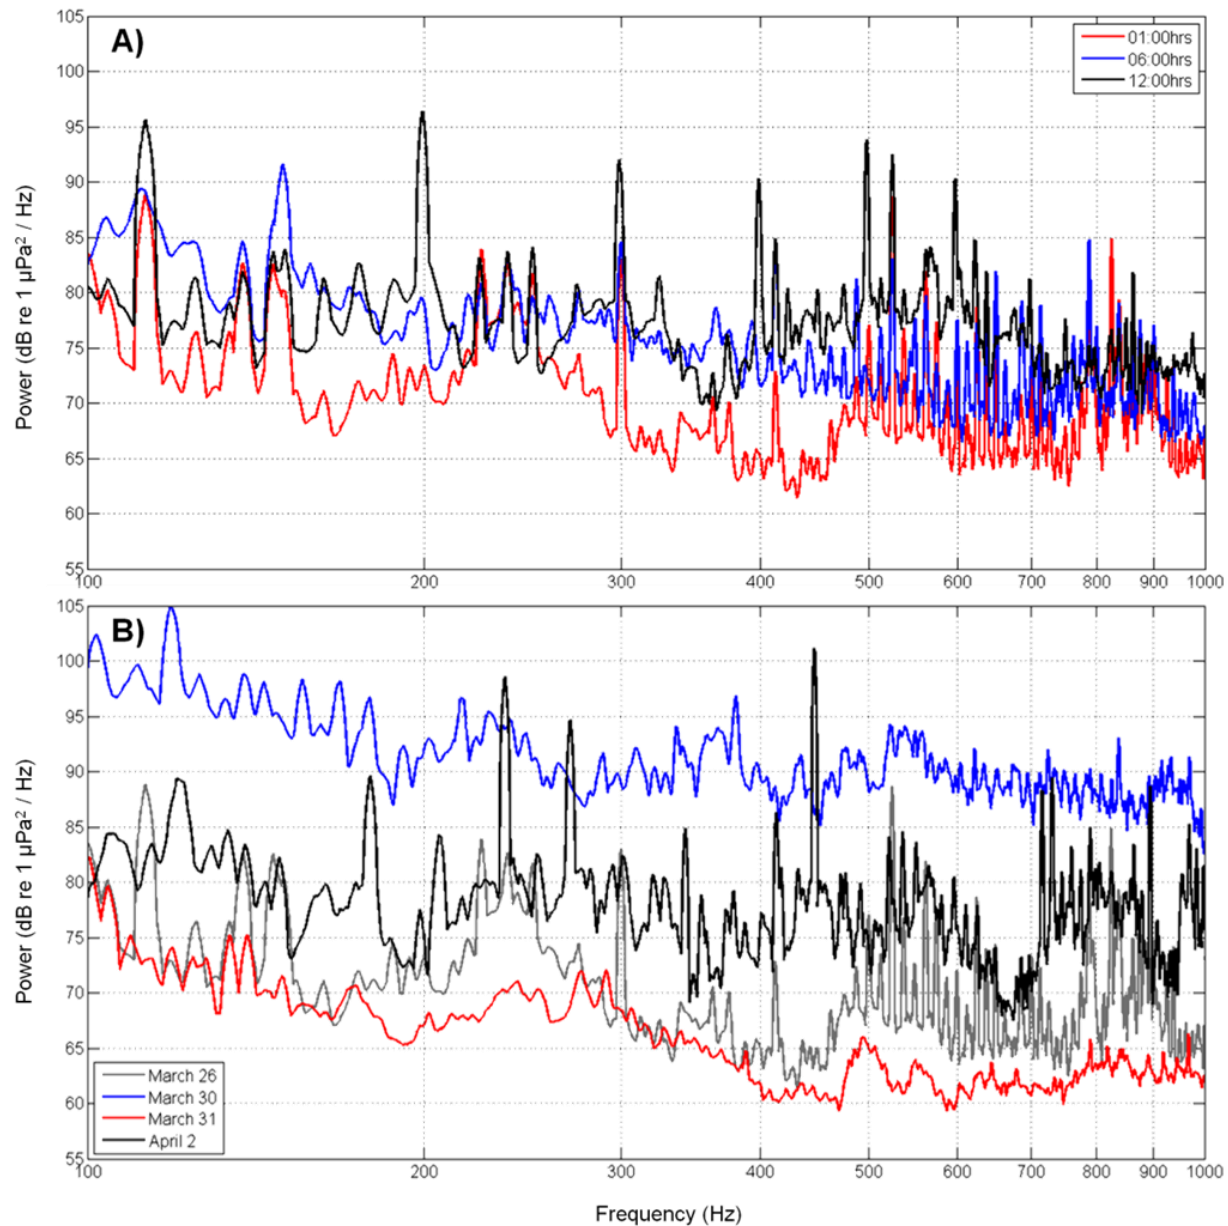 105
A)
01:00hrs
06:00hrs
12:00hrs
100
95
90
85
80
75
70
65
60
55
Power (dB re 1 µPa² / Hz)
100 200 300 400 500 600 700 800 900 1000
105
B)
100
95
90
85
80
75
70
65
60
55
Power (dB re 1 µPa² / Hz)
March 26
March 30
March 31
April 2
100 200 300 400 500 600 700 800 900 1000
Frequency (Hz)